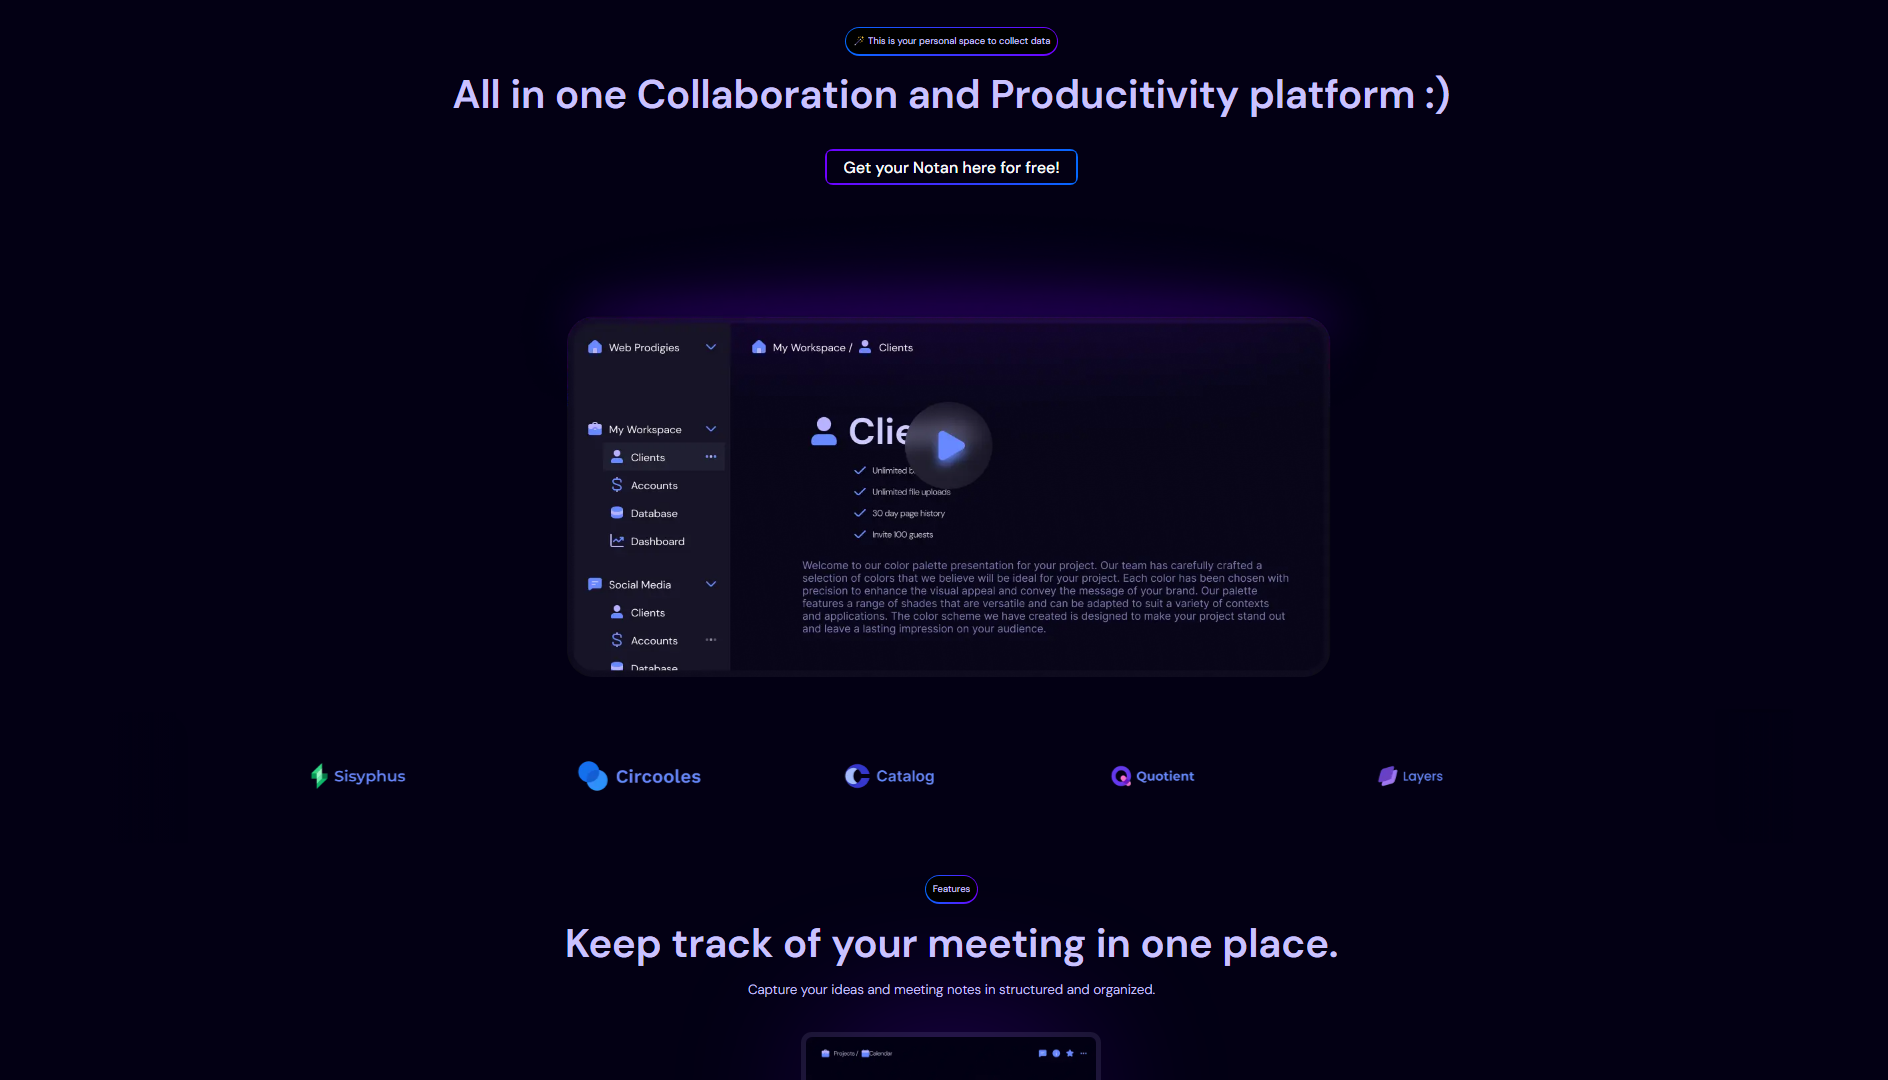 This is your personal space to collect data
All in one Collaboration and Producitivity platform :)
Get your Notan here for free!
Web Prodigies
My Workspace / Clients
My Workspace
Clients
Accounts
Database
Dashboard
Social Media
Clients
Accounts
Database
Clie
Unlimited
Unlimited file uploads
30 day page history
Invite 100 guests
Welcome to our color palette presentation for your project. Our team has carefully crafted a
selection of colors that we believe will be ideal for your project. Each color has been chosen with
precision to enhance the visual appeal and convey the message of your brand. Our palette
features a range of shades that are versatile and can be adapted to suit a variety of contexts
and applications. The color scheme we have created is designed to make your project stand out
and leave a lasting impression on your audience.
Sisyphus
Circooles
Catalog
Quotient
Layers
Features
Keep track of your meeting in one place.
Capture your ideas and meeting notes in structured and organized.
Projects / Calendar